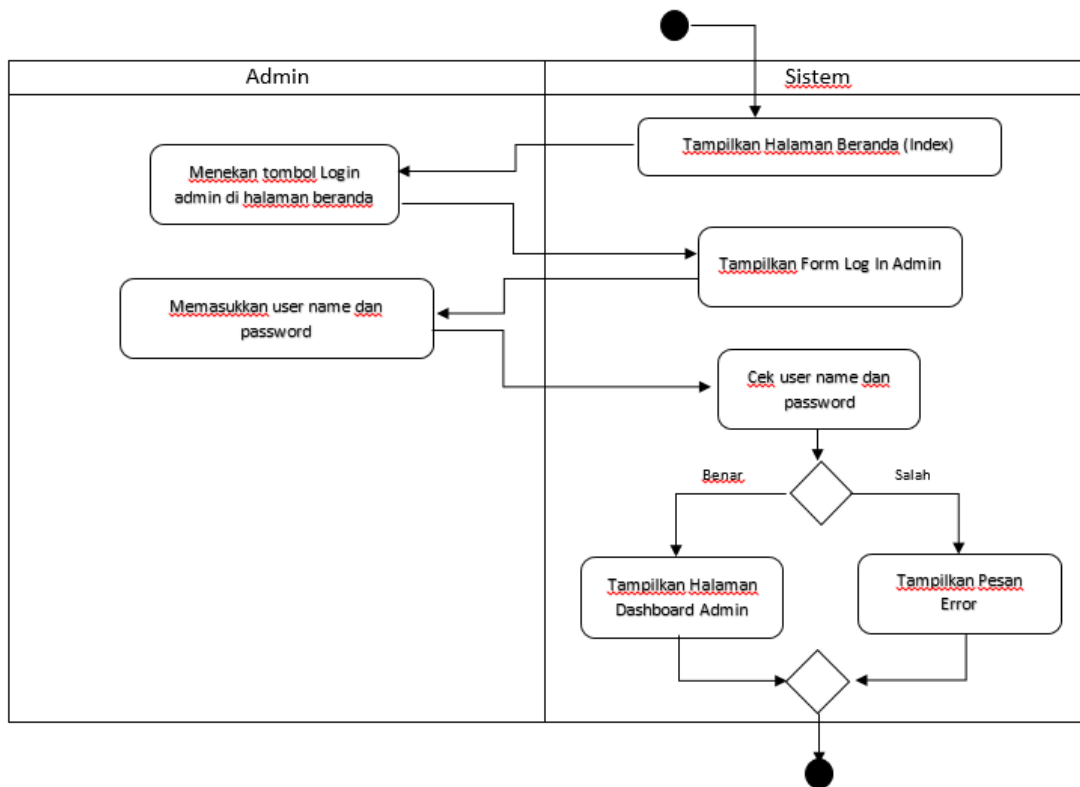 Admin
Sistem
Tampilkan Halaman Beranda (Index)
Menekan tombol Login
admin di halaman beranda
Tampilkan Form Log In Admin
Memasukkan user name dan
password
Cek user name dan
password
Benar
Salah
Tampilkan Halaman
Dashboard Admin
Tampilkan Pesan
Error